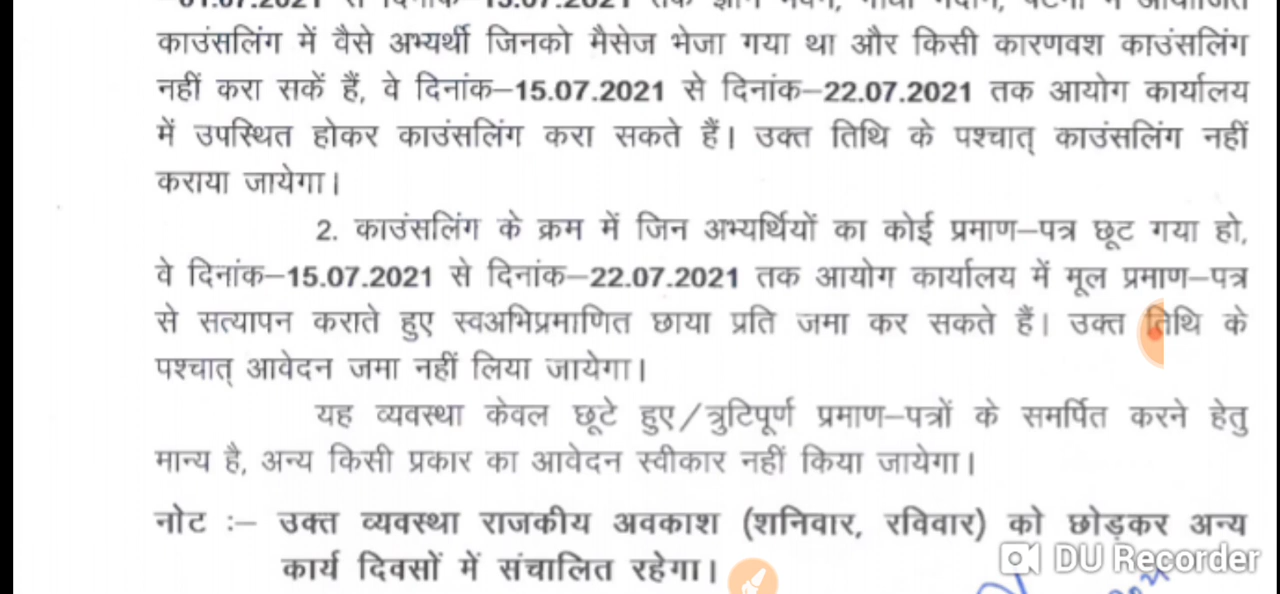 काउंसलिंग में वैसे अभ्यर्थी जिनको मैसेज भेजा गया था और किसी कारणवश काउंसलिंग
नहीं करा सकें हैं, वे दिनांक–15.07.2021 से दिनांक–22.07.2021 तक आयोग कार्यालय
में उपस्थित होकर काउंसलिंग करा सकते हैं। उक्त तिथि के पश्चात् काउंसलिंग नहीं
कराया जायेगा।
2. काउंसलिंग के क्रम में जिन अभ्यर्थियों का कोई प्रमाण–पत्र छूट गया हो,
वे दिनांक–15.07.2021 से दिनांक–22.07.2021 तक आयोग कार्यालय में मूल प्रमाण–पत्र
से सत्यापन कराते हुए स्वअभिप्रमाणित छाया प्रति जमा कर सकते हैं। उक्त तिथि के
पश्चात् आवेदन जमा नहीं लिया जायेगा।
यह व्यवस्था केवल छूटे हुए/त्रुटिपूर्ण प्रमाण–पत्रों के समर्पित करने हेतु
मान्य है, अन्य किसी प्रकार का आवेदन स्वीकार नहीं किया जायेगा।
नोट :– उक्त व्यवस्था राजकीय अवकाश (शनिवार, रविवार) को छोड़कर अन्य
कार्य दिवसों में संचालित रहेगा।
DU Recorder